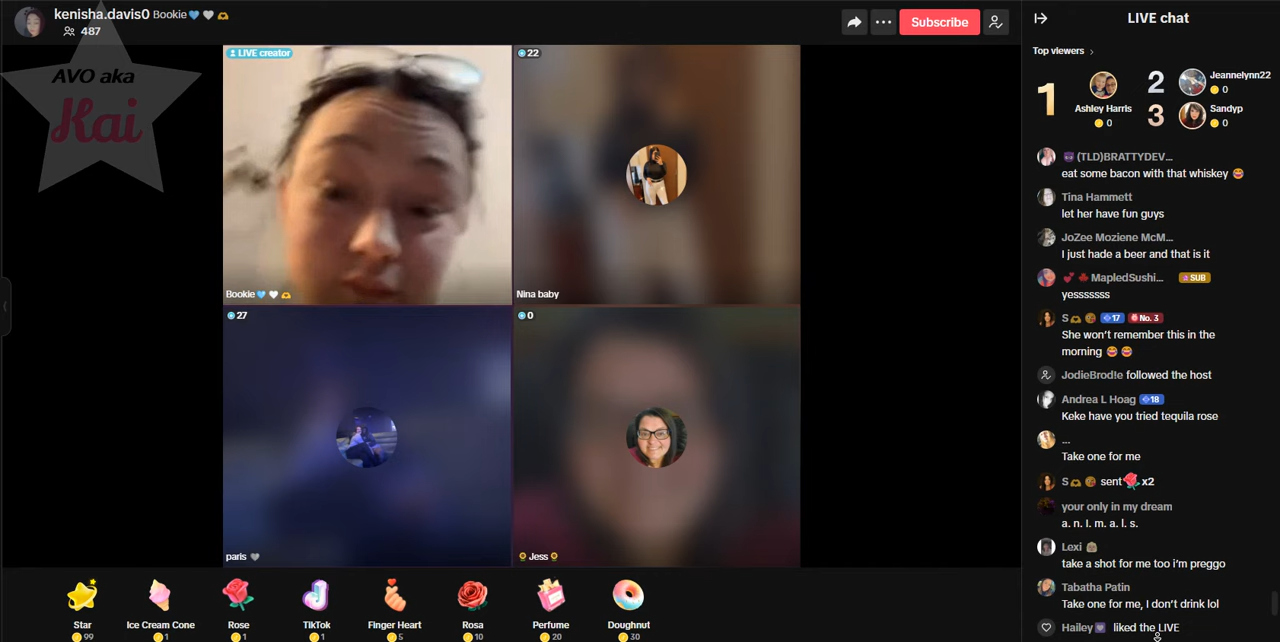 kenisha.davis0 Bookie🩵🤍🫶
487
Subscribe
AVO aka
Kai
LIVE creator
22
Bookie🩵🤍🫶
Nina baby
27
0
paris🩶
🌻Jess🌻
Star
99
Ice Cream Cone
1
Rose
1
TikTok
1
Finger Heart
5
Rosa
10
Perfume
20
Doughnut
30
LIVE chat
Top viewers >
1
Ashley Harris
0
2
Jeannelynn22
0
3
Sandyp
0
😈(TLD)BRATTYDEV...
eat some bacon with that whiskey 😂
Tina Hammett
let her have fun guys
JoZee Moziene McM...
I just hade a beer and that is it
💕🍁MapledSushi... SUB
yesssssss
S🫶😘 17 No. 3
She won't remember this in the
morning 😂😂
JodieBrod!e followed the host
Andrea L Hoag 18
Keke have you tried tequila rose
...
Take one for me
S🫶😘 sent🌹x2
your only in my dream
a. n. I. m. a. l. s.
Lexi
take a shot for me too i'm preggo
Tabatha Patin
Take one for me, I don't drink lol
Hailey💟 liked the LIVE